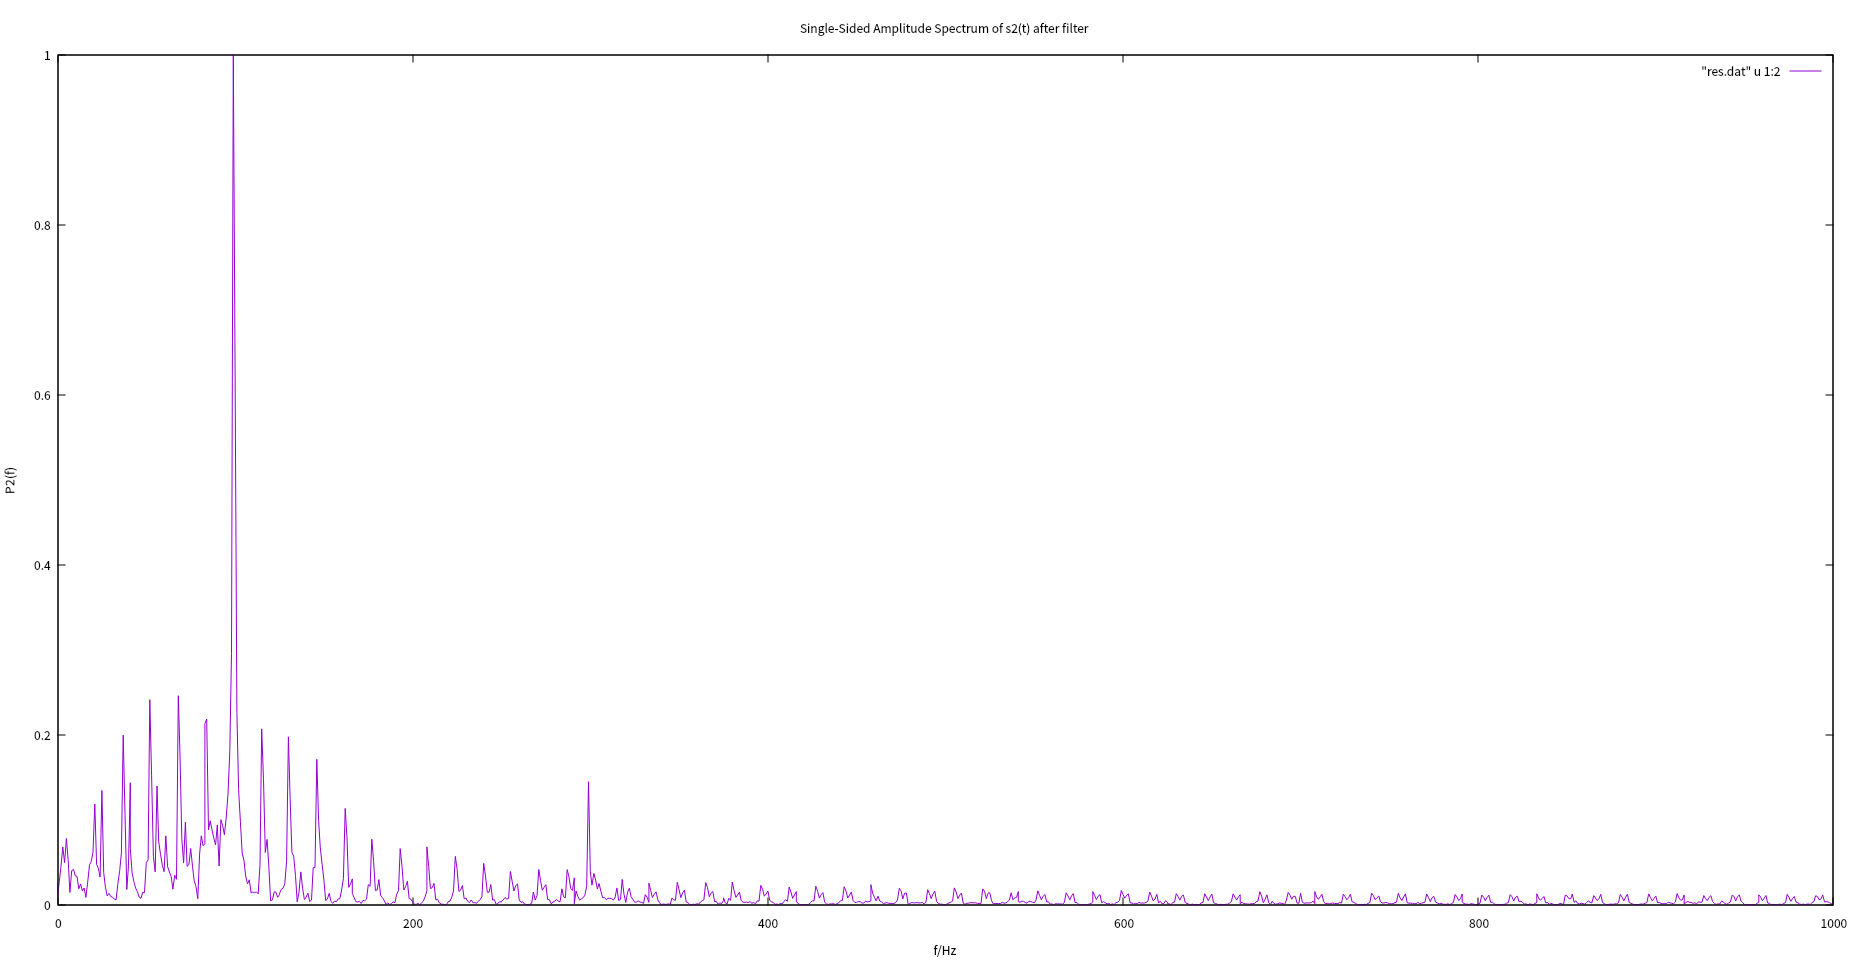 Single-Sided Amplitude Spectrum of s2(t) after filter
"res.dat" u 1:2
1
0.8
0.6
0.4
0.2
0
P2(f)
0 200 400 600 800 1000
f/Hz